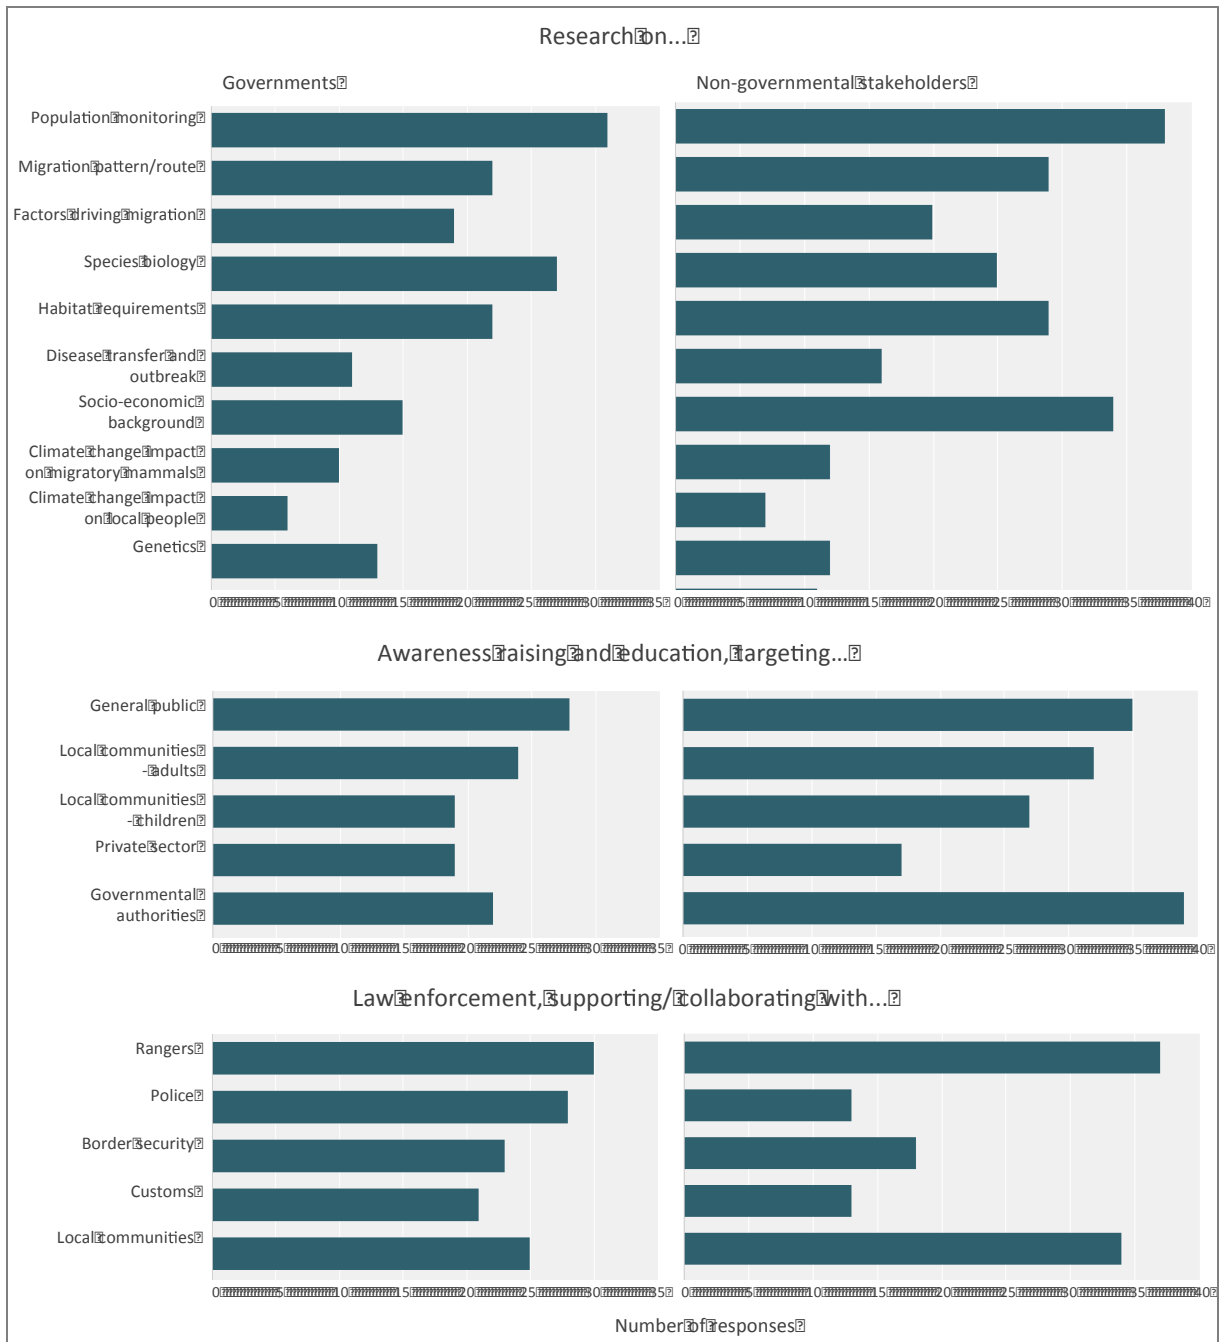 Research on...
Governments
Non-governmental stakeholders
Population monitoring
Migration pattern/route
Factors driving migration
Species biology
Habitat requirements
Disease transfer and
outbreak
Socio-economic
background
Climate change impact
on migratory mammals
Climate change impact
on local people
Genetics
0 5 10 15 20 25 30 35
0 5 10 15 20 25 30 35 40
Awareness raising and education, targeting...
General public
Local communities
- adults
Local communities
- children
Private sector
Governmental
authorities
0 5 10 15 20 25 30 35
0 5 10 15 20 25 30 35 40
Law enforcement, supporting/ collaborating with...
Rangers
Police
Border security
Customs
Local communities
0 5 10 15 20 25 30 35
0 5 10 15 20 25 30 35 40
Number of responses